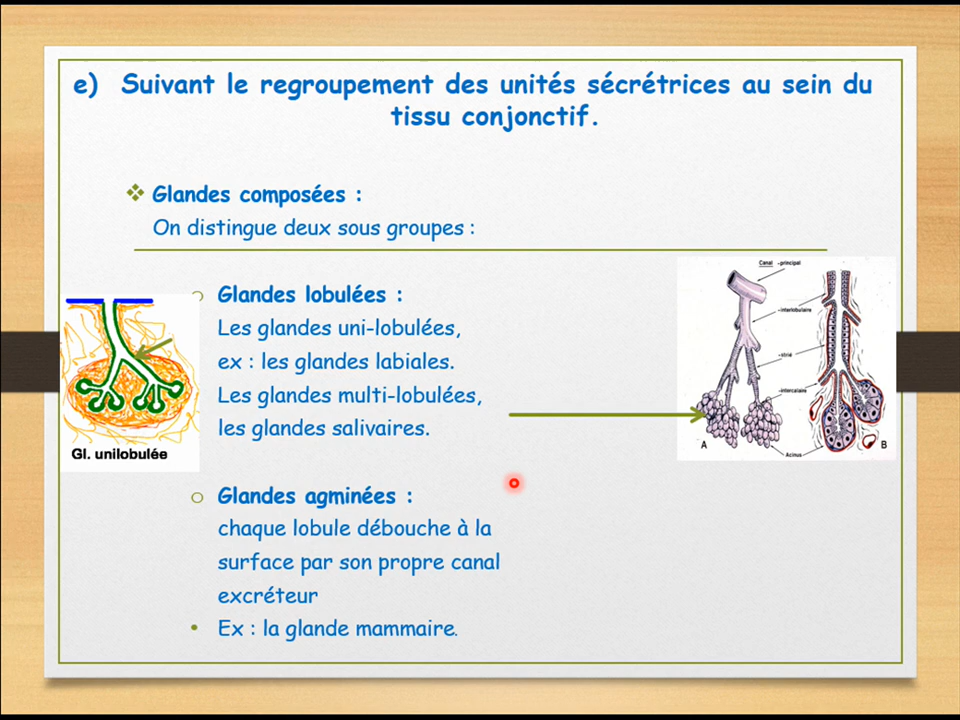 e) Suivant le regroupement des unités sécrétrices au sein du
tissu conjonctif.
Glandes composées :
On distingue deux sous groupes :
Glandes lobulées :
Les glandes uni-lobulées,
ex : les glandes labiales.
Les glandes multi-lobulées,
les glandes salivaires.
Gl. unilobulée
Canal - principal
- interlobulaire
- strié
- intercalaire
- Acinus
A
B
Glandes agminées :
chaque lobule débouche à la
surface par son propre canal
excréteur
Ex : la glande mammaire.